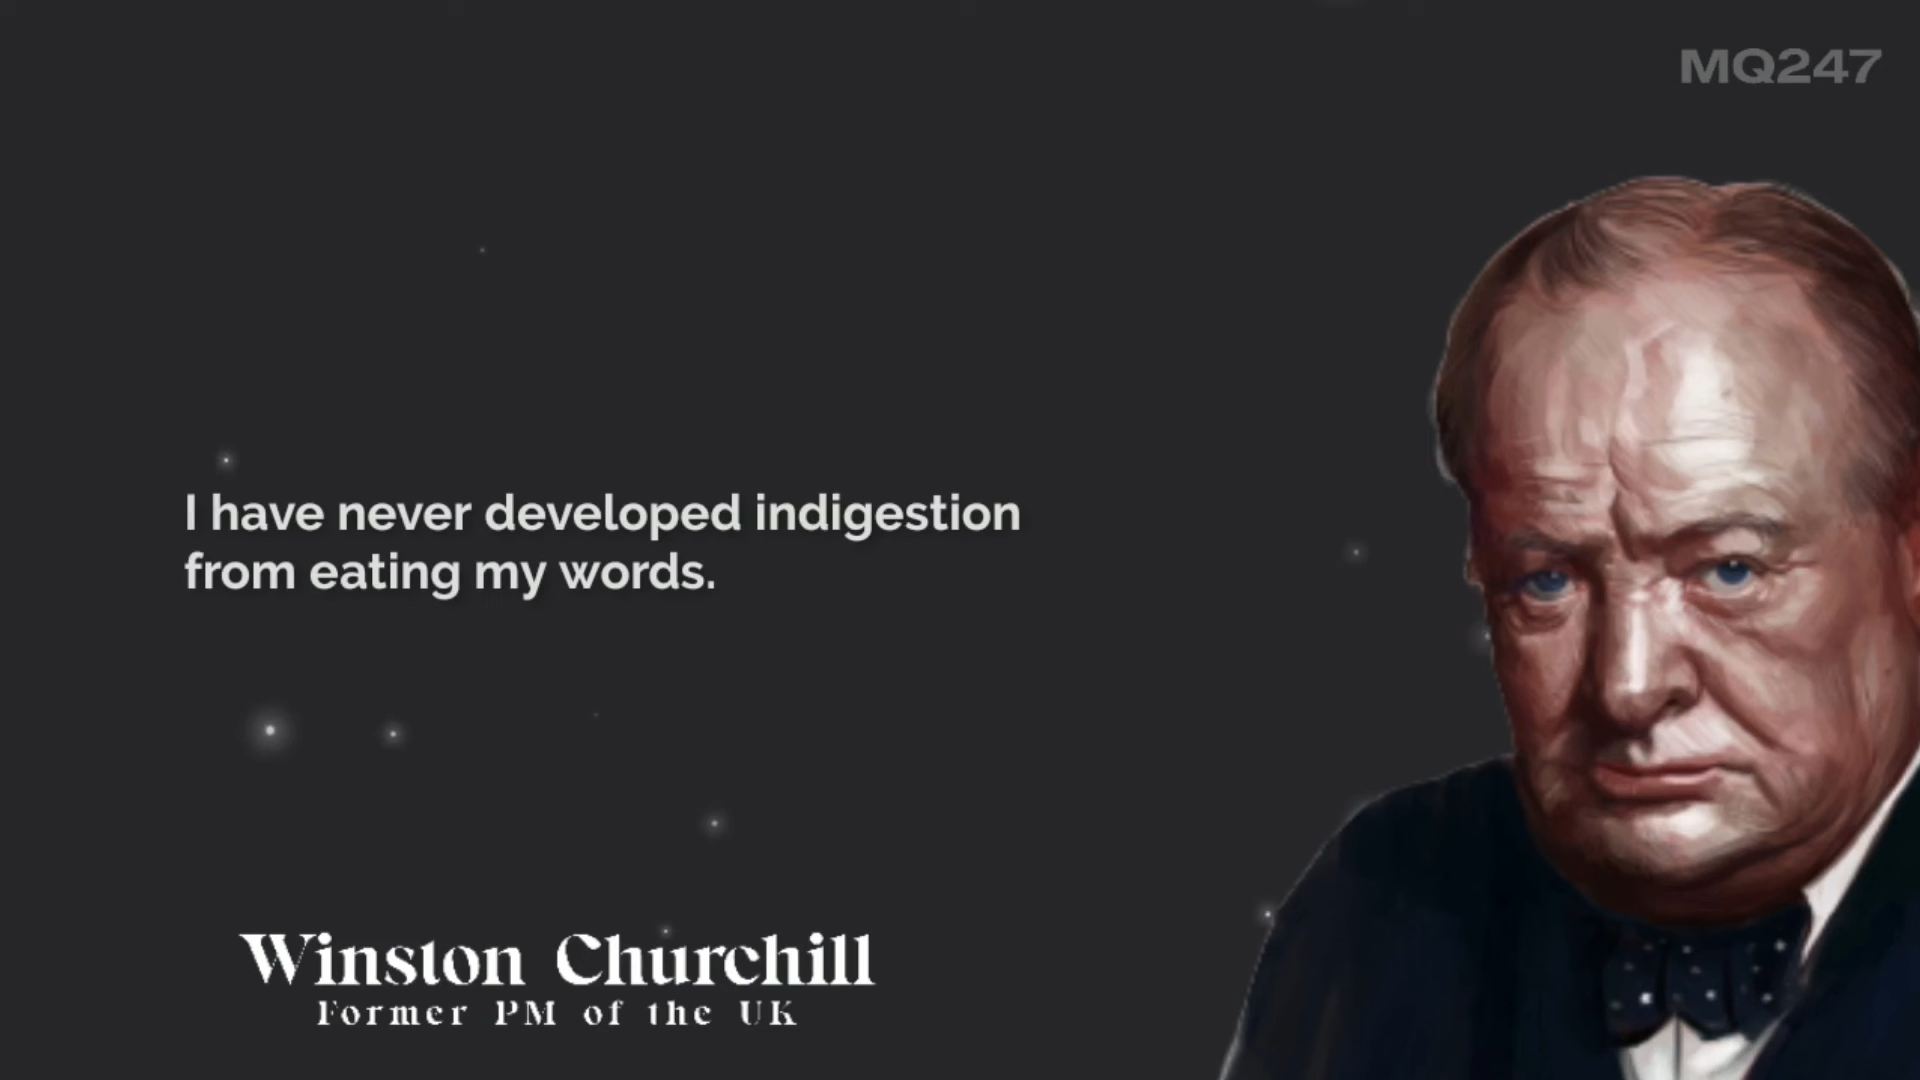 MQ247
I have never developed indigestion
from eating my words.
Winston Churchill
Former PM of the UK